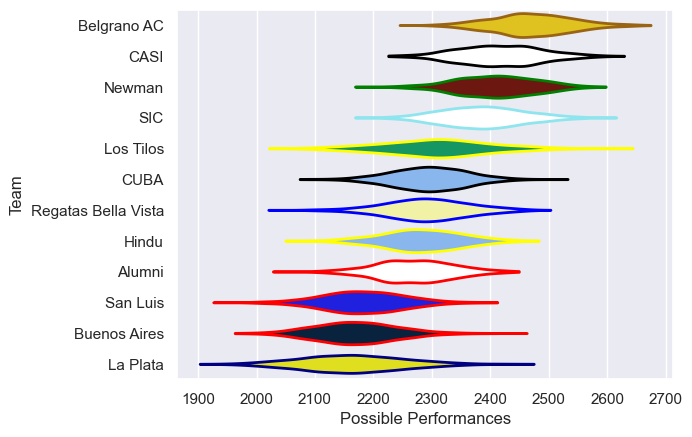 Belgrano AC
CASI
Newman
SIC
Los Tilos
CUBA
Regatas Bella Vista
Hindu
Alumni
San Luis
Buenos Aires
La Plata
Team
1900 2000 2100 2200 2300 2400 2500 2600 2700
Possible Performances